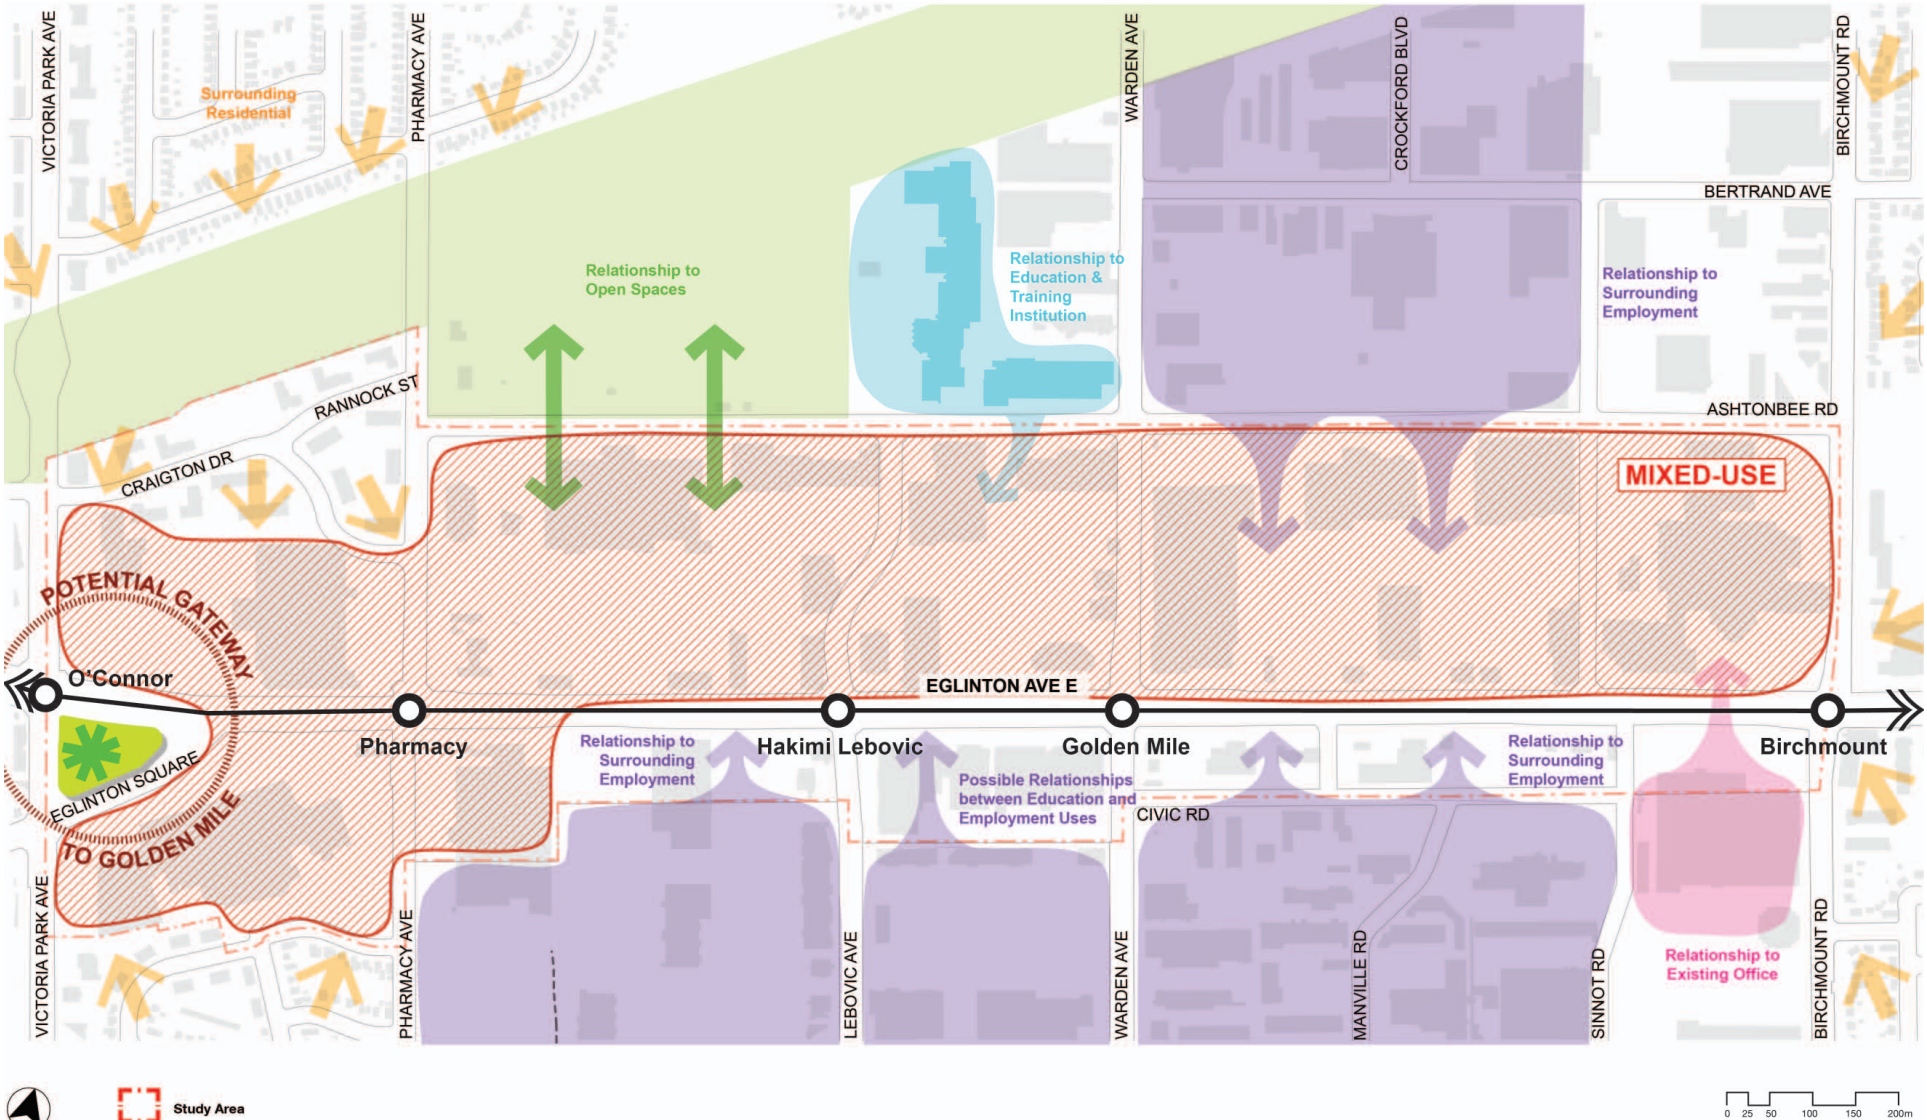 VICTORIA PARK AVE
PHARMACY AVE
WARDEN AVE
CROCKFORD BLVD
BIRCHMOUNT RD
Surrounding
Residential
BERTRAND AVE
Relationship to
Open Spaces
Relationship to
Education &
Training
Institution
Relationship to
Surrounding
Employment
RANNOCK ST
ASHTONBEE RD
CRAIGTON DR
MIXED-USE
POTENTIAL GATEWAY
TO GOLDEN MILE
O'Connor
EGLINTON AVE E
EGLINTON SQUARE
Pharmacy
Hakimi Lebovic
Golden Mile
Birchmount
Relationship to
Surrounding
Employment
Possible Relationships
between Education and
Employment Uses
Relationship to
Surrounding
Employment
CIVIC RD
VICTORIA PARK AVE
PHARMACY AVE
LEBOVIC AVE
WARDEN AVE
MANVILLE RD
SINNOT RD
BIRCHMOUNT RD
Relationship to
Existing Office
Study Area
0 25 50 100 150 200m